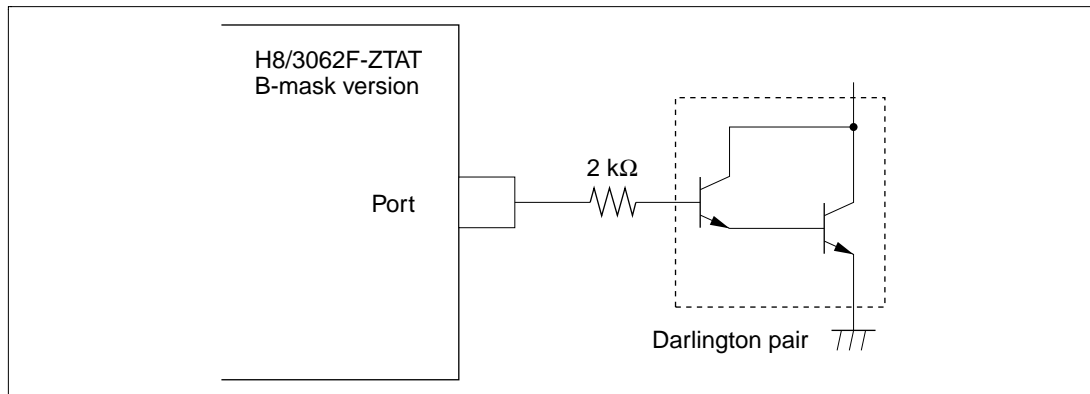 H8/3062F-ZTAT
B-mask version
Port
2 kΩ
Darlington pair